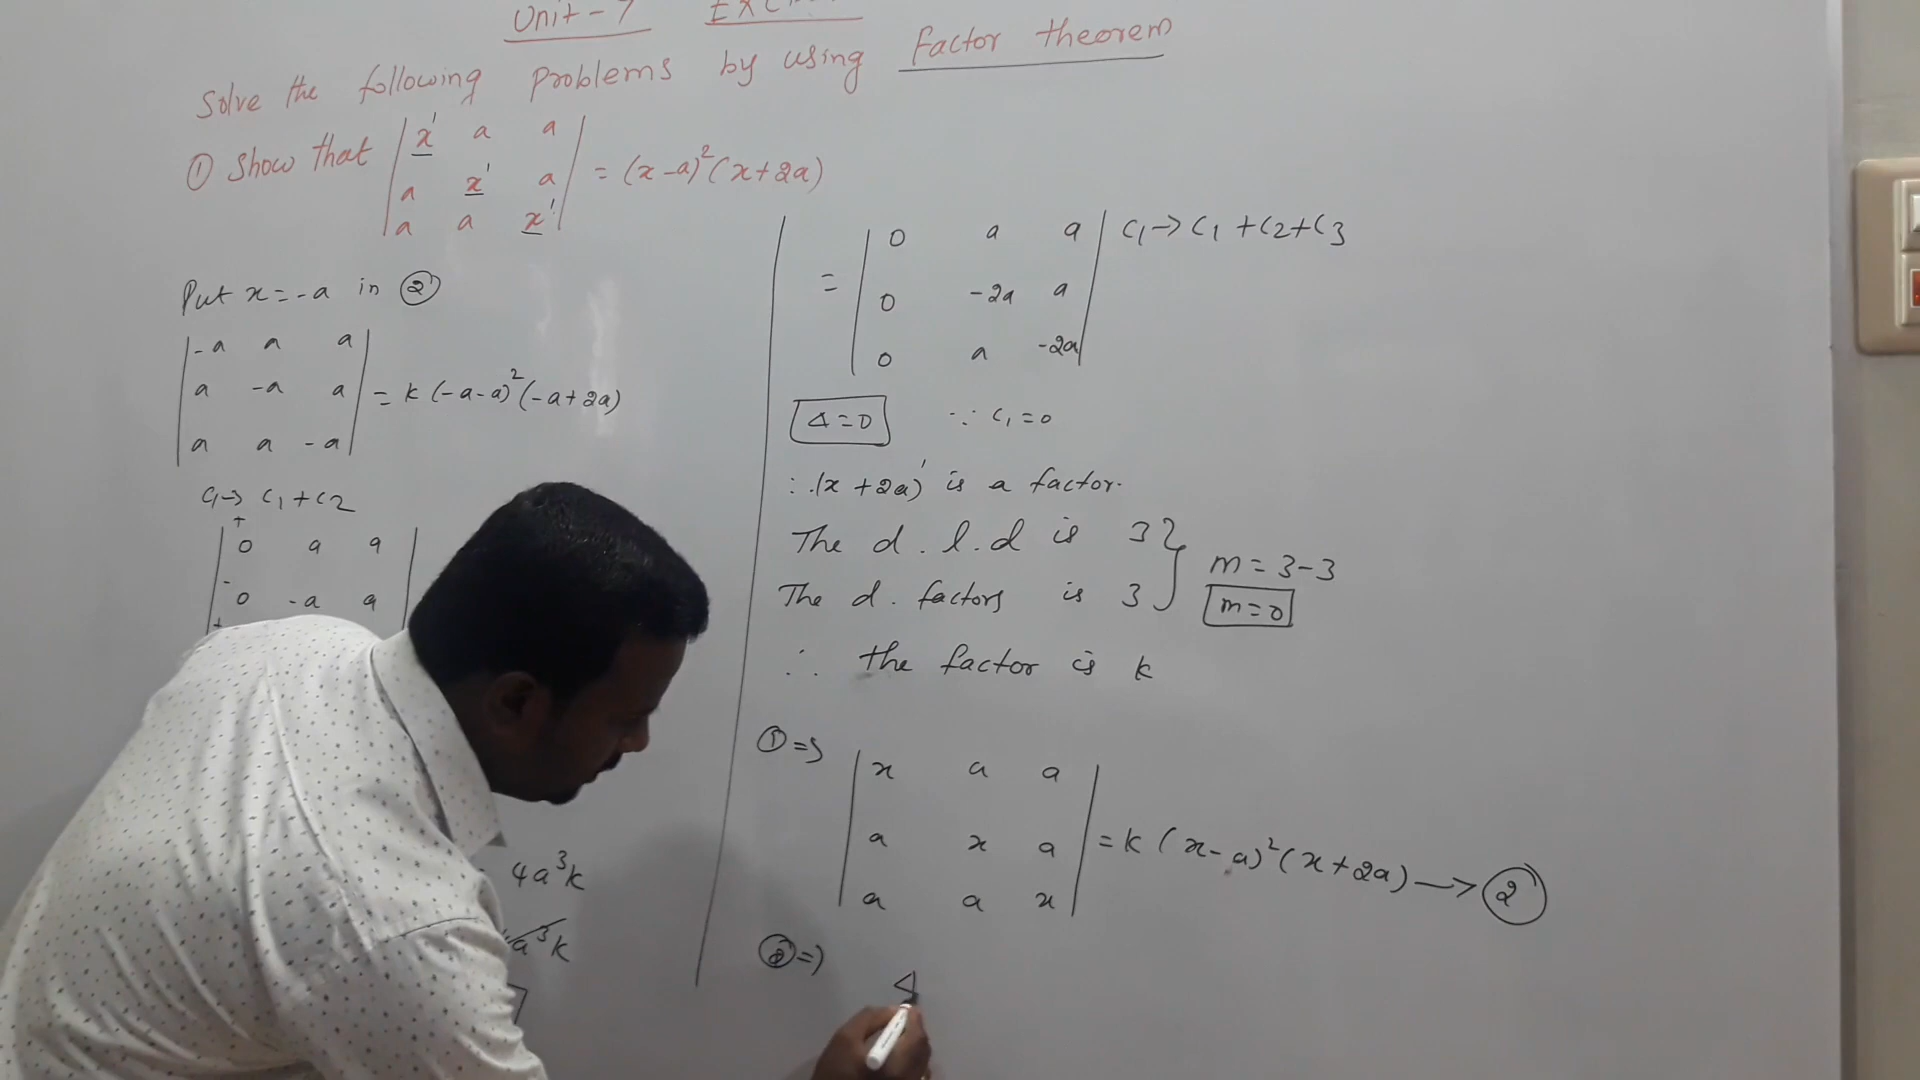 Unit - 7
Solve the following problems by using Factor theorem
① Show that | x' a a | = (x-a)²(x+2a)
| a x' a |
| a a x' |
Put x = -a in ②
| -a a a |
| a -a a | = k (-a-a)²(-a+2a)
| a a -a |
C₁→ C₁ + C2
+
| 0 a a |
-
| 0 -a a |
+
4a³k
a³k
= | 0 a a | C₁→ C₁ + C2 + C3
| 0 -2a a |
| 0 a -2a |
Δ = 0 ∵ C₁ = 0
∴ (x + 2a)' is a factor.
The d. l. d is 3 } m = 3-3
The d. factors is 3 } m = 0
∴ the factor is k
① ⇒ | x a a |
| a x a | = k (x-a)²(x+2a) → ②
| a a x |
② ⇒ Δ